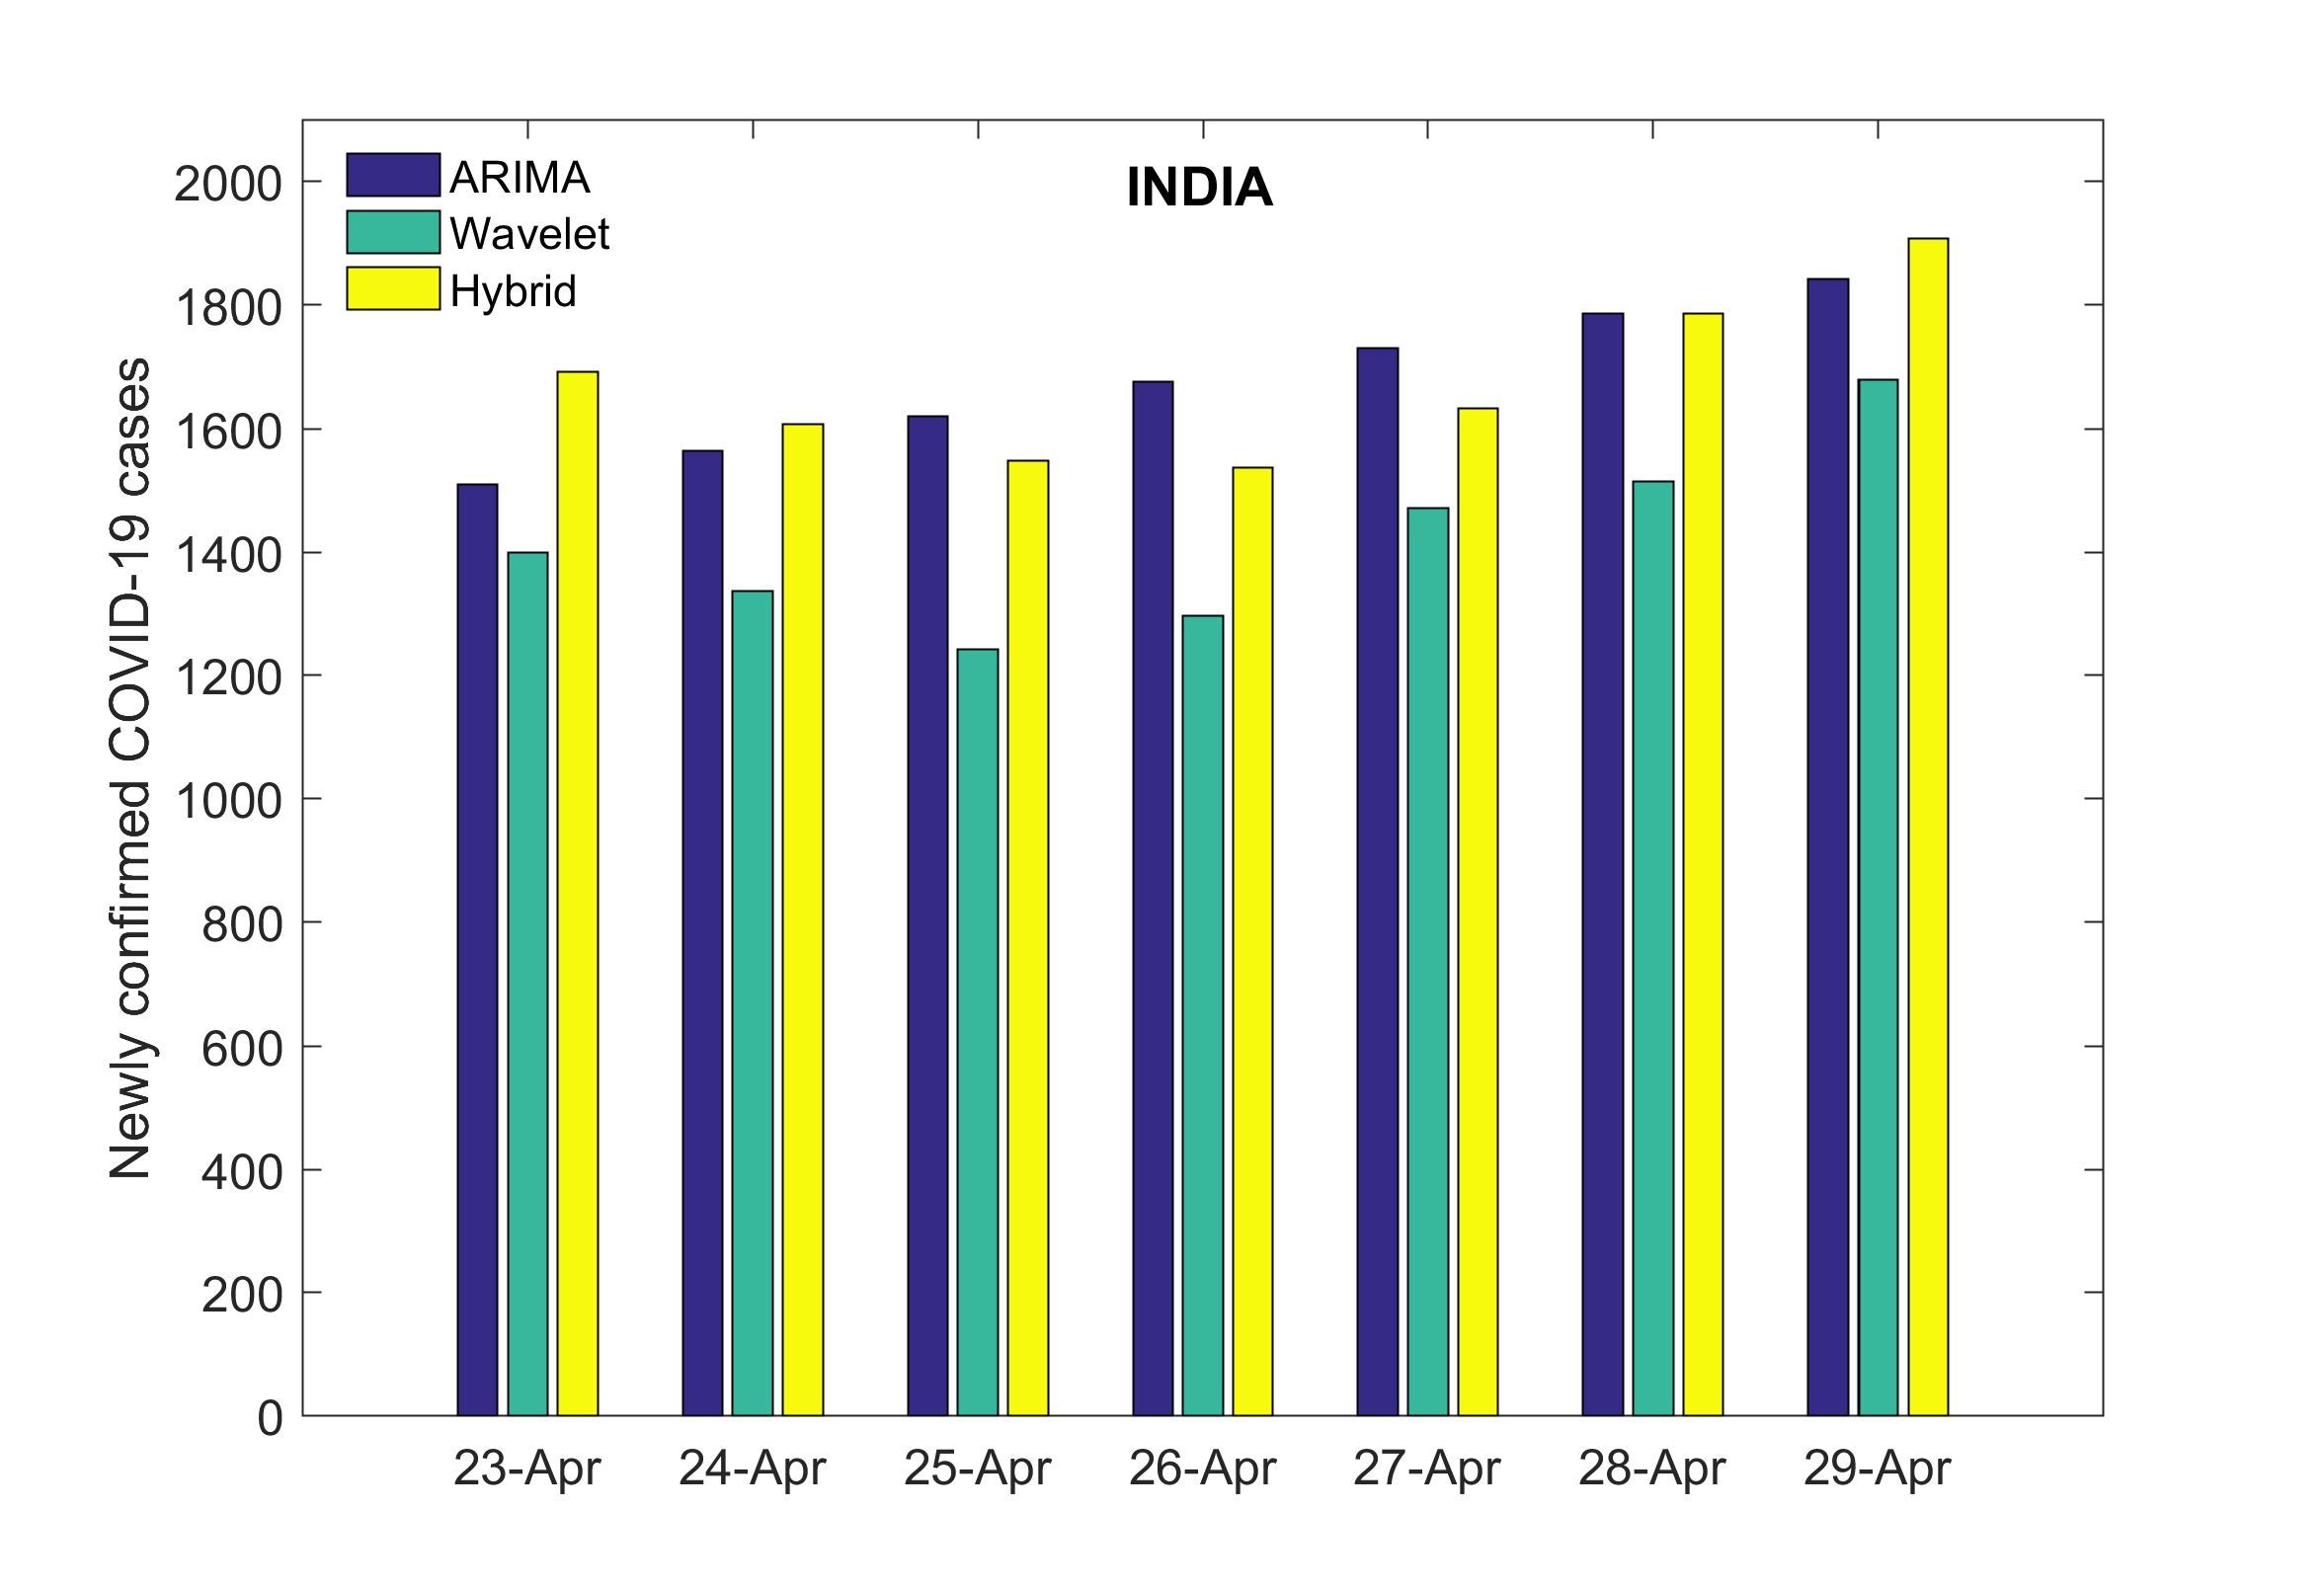 INDIA
ARIMA
Wavelet
Hybrid
Newly confirmed COVID-19 cases
2000
1800
1600
1400
1200
1000
800
600
400
200
0
23-Apr 24-Apr 25-Apr 26-Apr 27-Apr 28-Apr 29-Apr